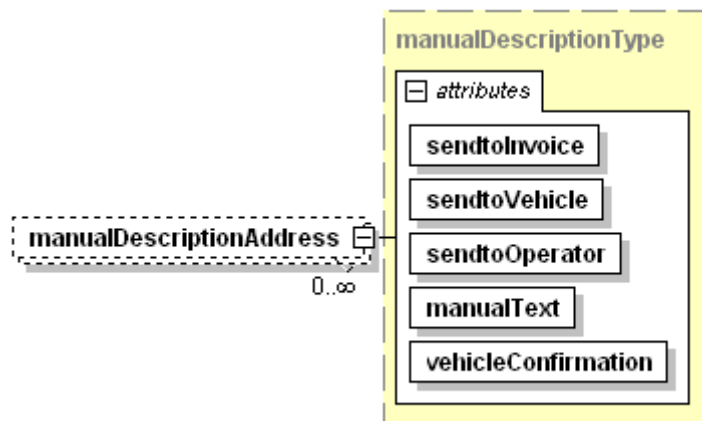 manualDescriptionType
attributes
sendtoInvoice
sendtoVehicle
manualDescriptionAddress
sendtoOperator
0..∞
manualText
vehicleConfirmation